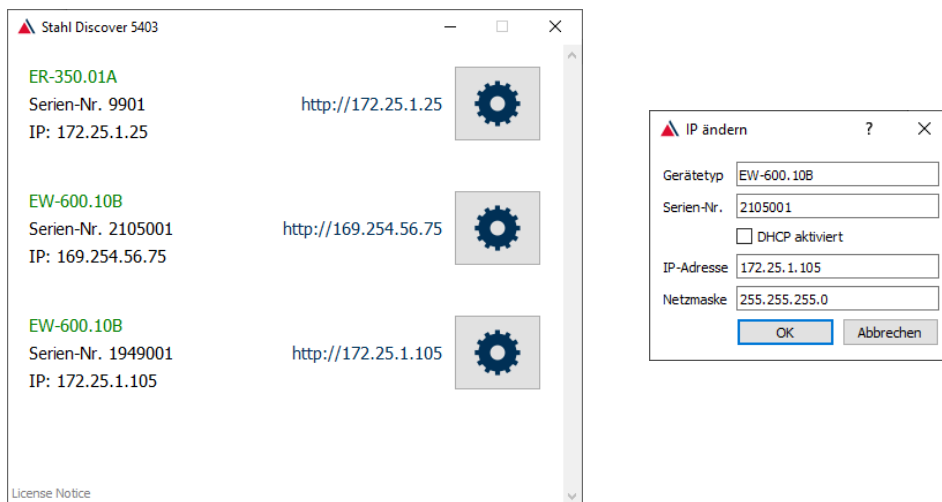 Stahl Discover 5403
ER-350.01A
Serien-Nr. 9901
http://172.25.1.25
IP: 172.25.1.25
EW-600.10B
Serien-Nr. 2105001
http://169.254.56.75
IP: 169.254.56.75
EW-600.10B
Serien-Nr. 1949001
http://172.25.1.105
IP: 172.25.1.105
License Notice
IP ändern
?
Gerätetyp EW-600.10B
Serien-Nr. 2105001
DHCP aktiviert
IP-Adresse 172.25.1.105
Netzmaske 255.255.255.0
OK Abbrechen